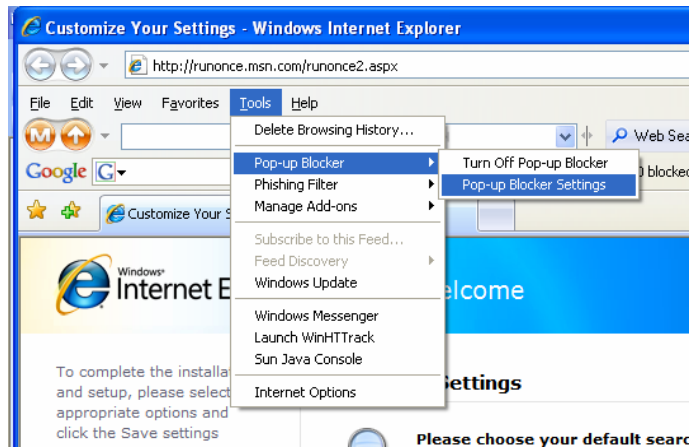 Customize Your Settings - Windows Internet Explorer
http://runonce.msn.com/runonce2.aspx
File Edit View Favorites Tools Help
Delete Browsing History...
Web Sea
Pop-up Blocker
Turn Off Pop-up Blocker
Google G
blocked
Phishing Filter
Pop-up Blocker Settings
Manage Add-ons
Customize Your S
Subscribe to this Feed...
Feed Discovery
Windows Update
Windows
Internet E
elcome
Windows Messenger
Launch WinHTTrack
Sun Java Console
Internet Options
To complete the installa
and setup, please select
appropriate options and
click the Save settings
ettings
Please choose your default searc